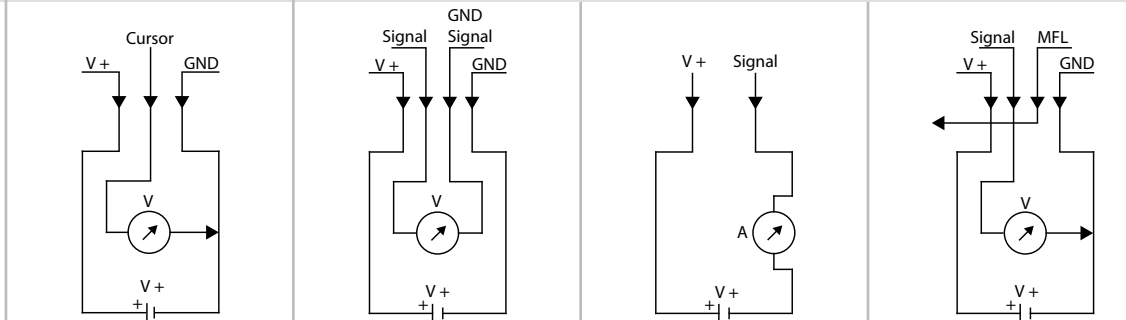 Cursor
V +
GND
V
V +
+
GND
Signal
Signal
V +
GND
V
V +
+
V +
Signal
A
V +
+
Signal
MFL
V +
GND
V
V +
+